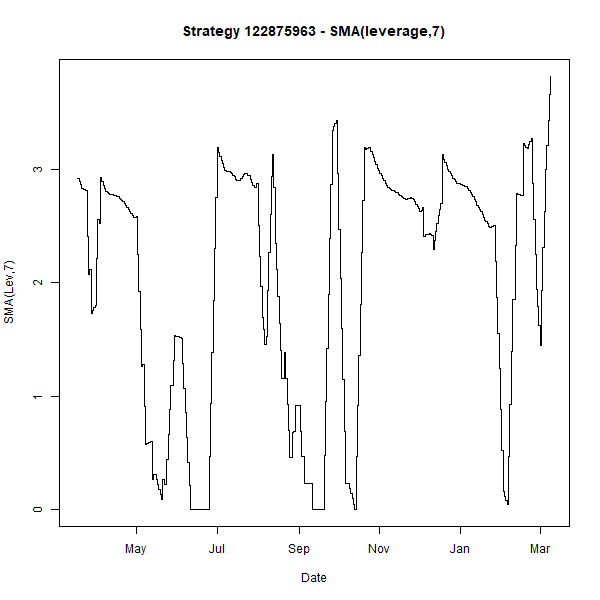 Strategy 122875963 - SMA(leverage,7)
SMA(Lev,7)
3
2
1
0
May Jul Sep Nov Jan Mar
Date